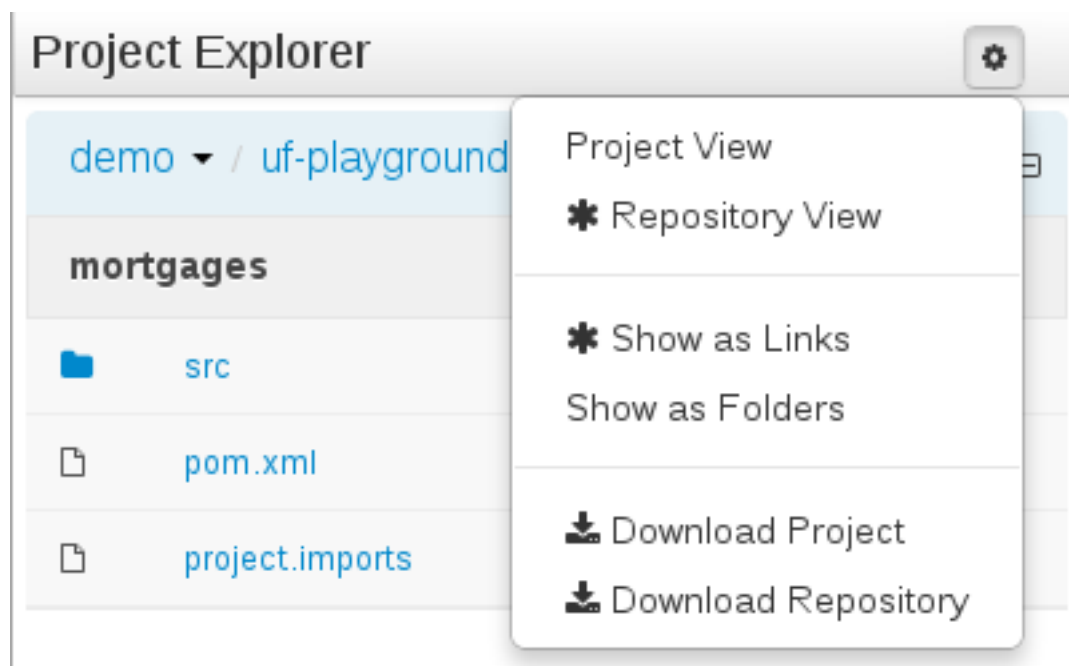 Project Explorer
demo / uf-playground
Project View
✱ Repository View
mortgages
✱ Show as Links
src
Show as Folders
pom.xml
Download Project
project.imports
Download Repository